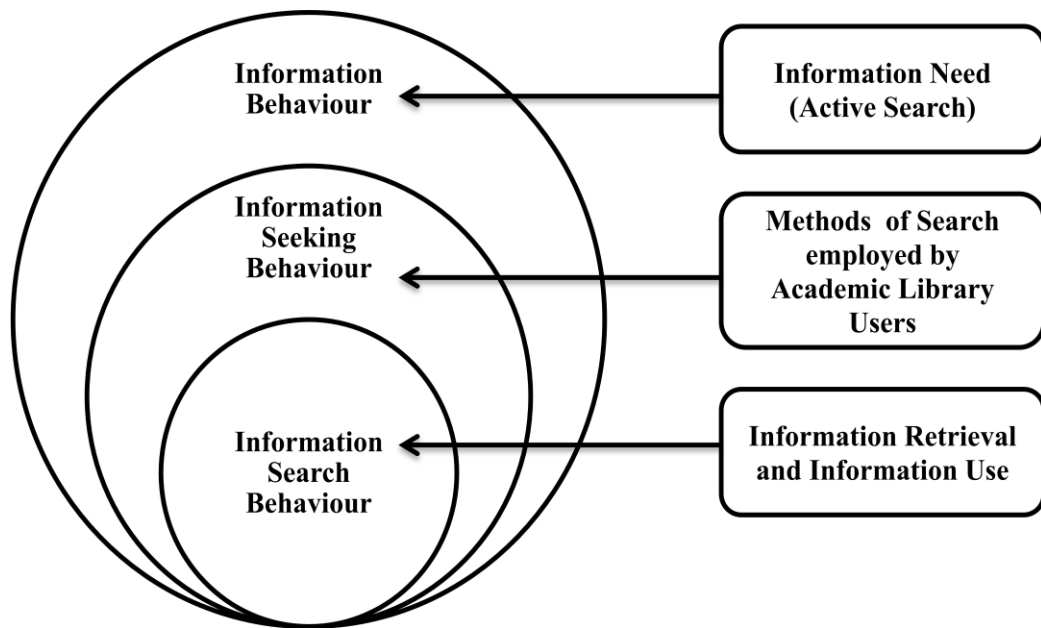 Information
Behaviour
Information Need
(Active Search)
Information
Seeking
Behaviour
Methods of Search
employed by
Academic Library
Users
Information
Search
Behaviour
Information Retrieval
and Information Use